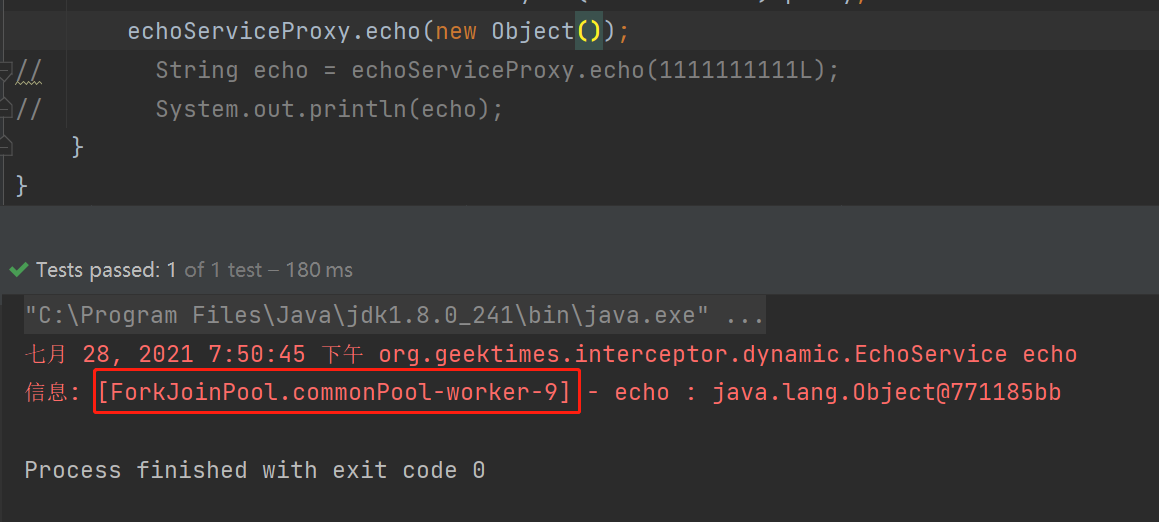 echoServiceProxy.echo(new Object());
// String echo = echoServiceProxy.echo(1111111111L);
// System.out.println(echo);
}
}
Tests passed: 1 of 1 test – 180 ms
"C:\Program Files\Java\jdk1.8.0_241\bin\java.exe" ...
七月 28, 2021 7:50:45 下午 org.geektimes.interceptor.dynamic.EchoService echo
信息: [ForkJoinPool.commonPool-worker-9] - echo : java.lang.Object@771185bb
Process finished with exit code 0